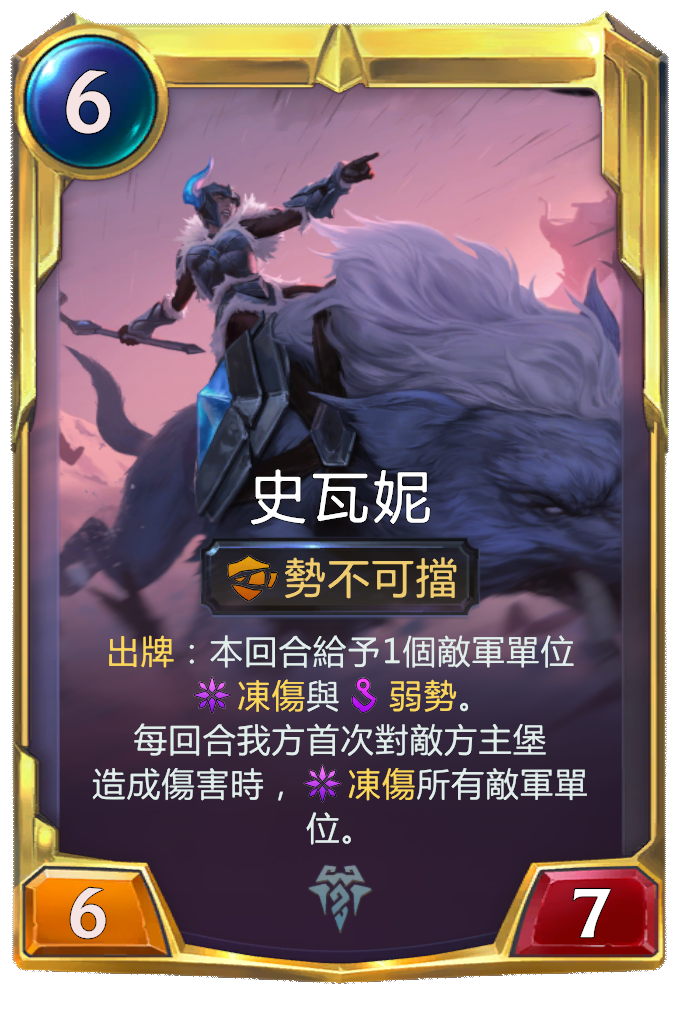 6
史瓦妮
勢不可擋
出牌：本回合給予1個敵軍單位
凍傷與 弱勢。
每回合我方首次對敵方主堡
造成傷害時，凍傷所有敵軍單
位。
6
7